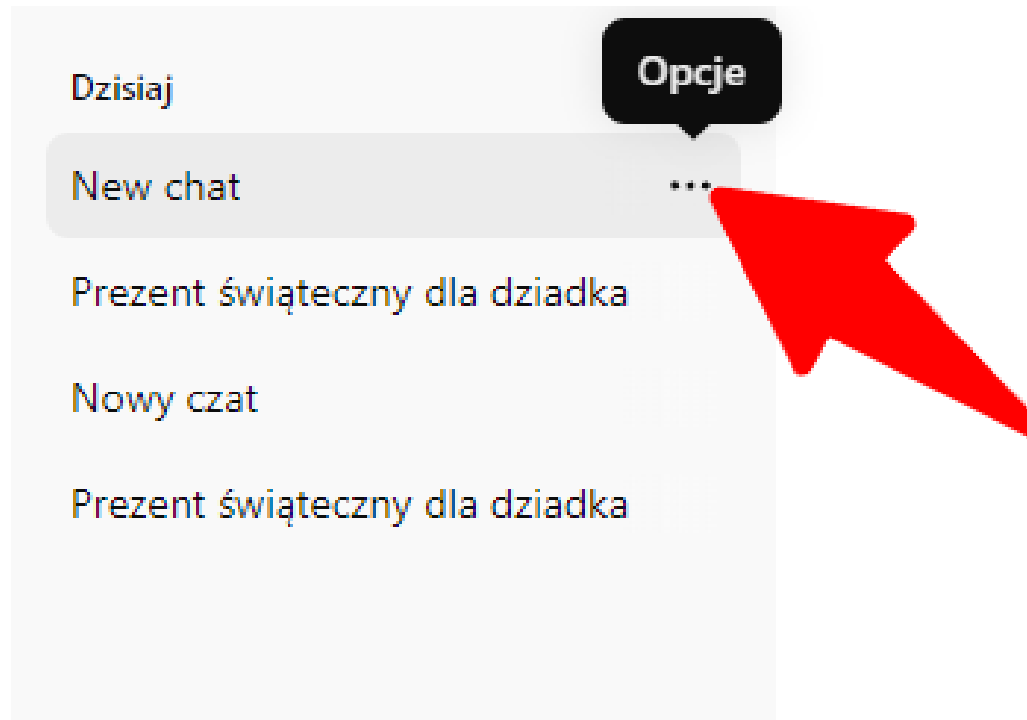 Dzisiaj
Opcje
New chat
Prezent świąteczny dla dziadka
Nowy czat
Prezent świąteczny dla dziadka